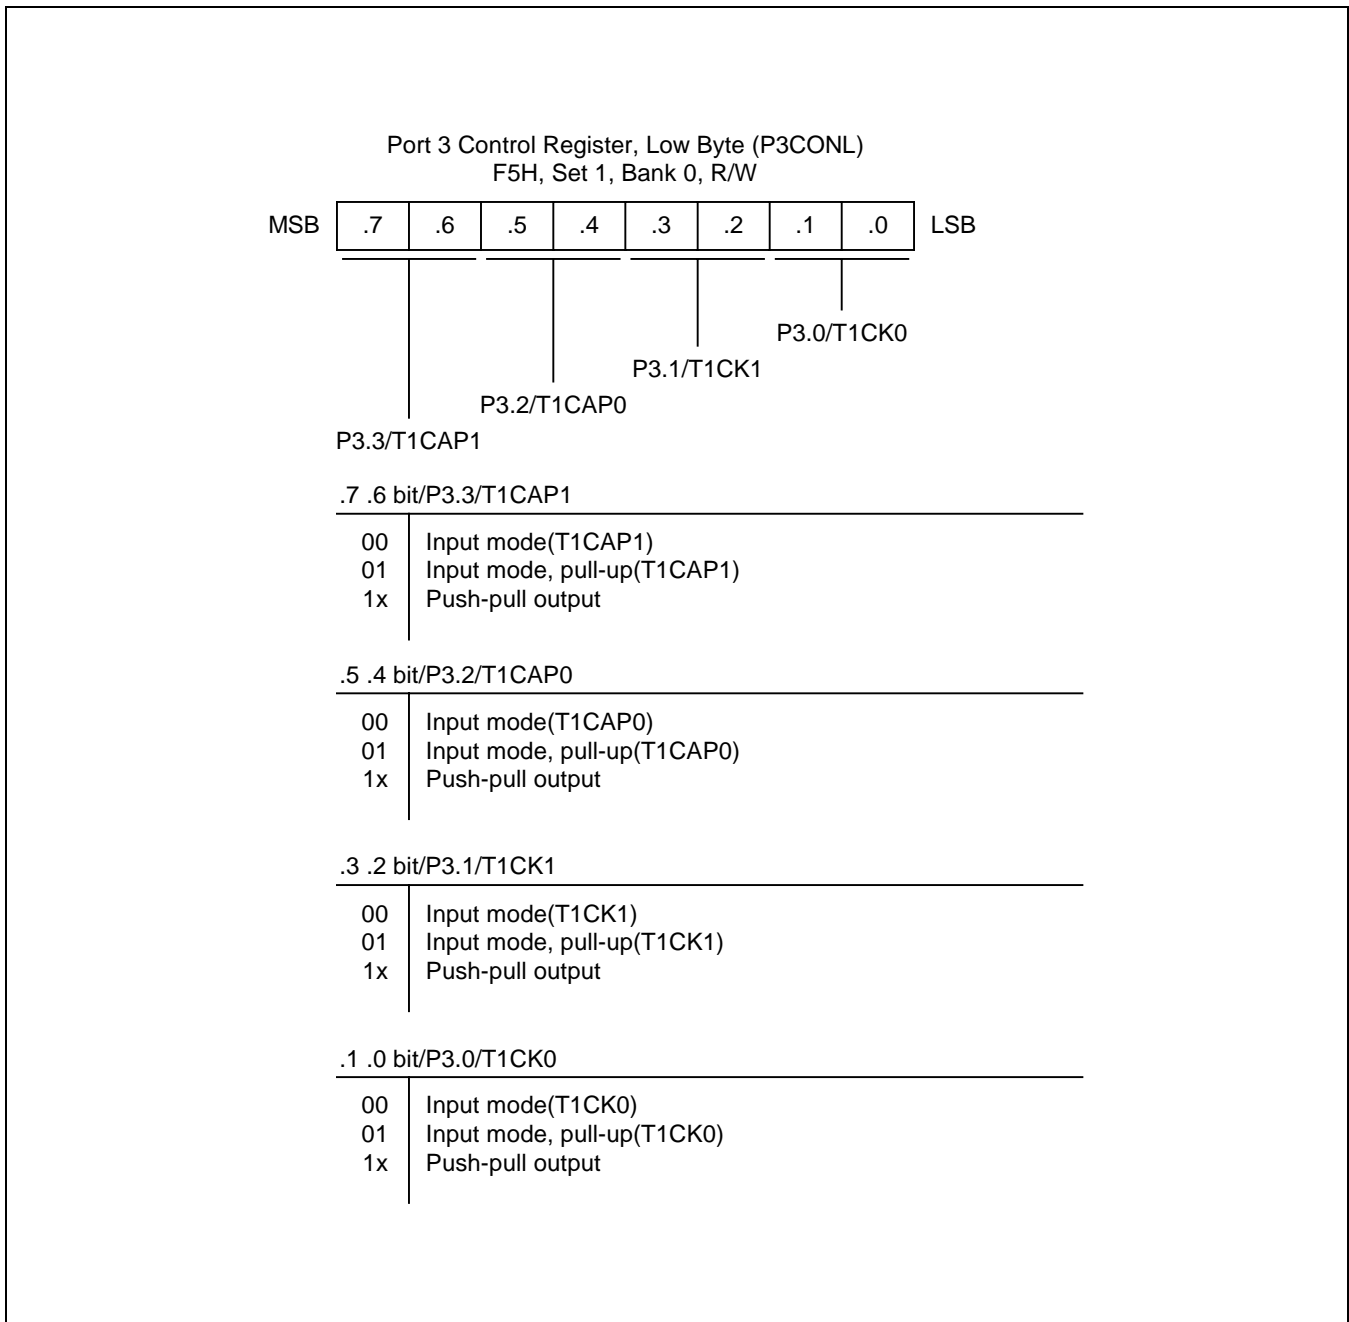 Port 3 Control Register, Low Byte (P3CONL)
F5H, Set 1, Bank 0, R/W
MSB .7 .6 .5 .4 .3 .2 .1 .0 LSB
P3.0/T1CK0
P3.1/T1CK1
P3.2/T1CAP0
P3.3/T1CAP1
.7 .6 bit/P3.3/T1CAP1
00 Input mode(T1CAP1)
01 Input mode, pull-up(T1CAP1)
1x Push-pull output
.5 .4 bit/P3.2/T1CAP0
00 Input mode(T1CAP0)
01 Input mode, pull-up(T1CAP0)
1x Push-pull output
.3 .2 bit/P3.1/T1CK1
00 Input mode(T1CK1)
01 Input mode, pull-up(T1CK1)
1x Push-pull output
.1 .0 bit/P3.0/T1CK0
00 Input mode(T1CK0)
01 Input mode, pull-up(T1CK0)
1x Push-pull output